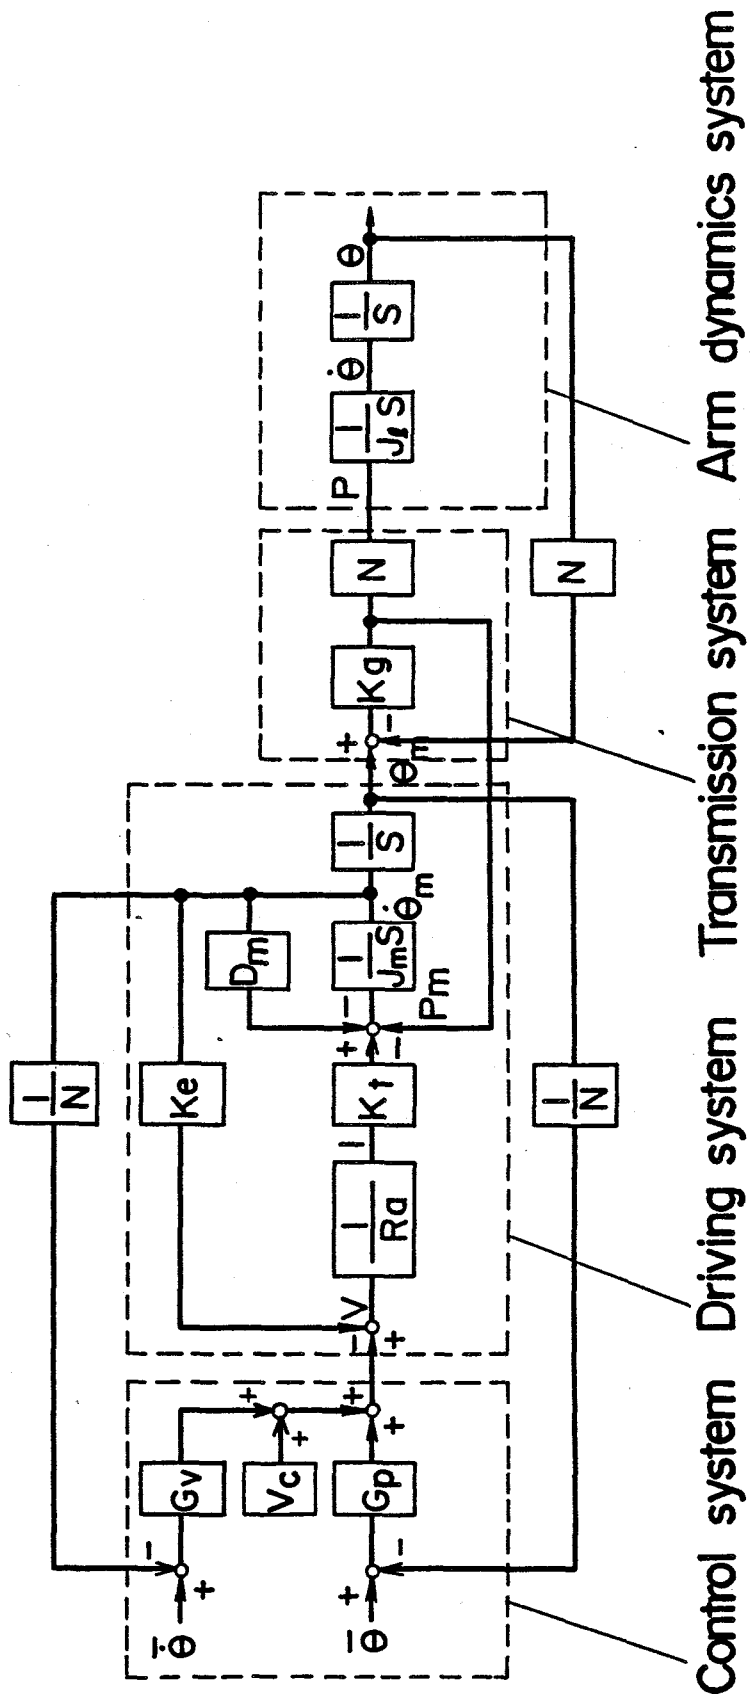 1/N
Ke
Dm
θ̄̇
+
−
Gv
+
Vc
+
θ̄
+
−
Gp
+
+
−
+
V
1/Ra
I
Kt
+
−
−
1/JmS
θ̇m
1/S
θm
+
−
Kg
N
P
1/JℓS
θ̇
1/S
θ
Pm
1/N
N
Control system
Driving system
Transmission system
Arm dynamics system